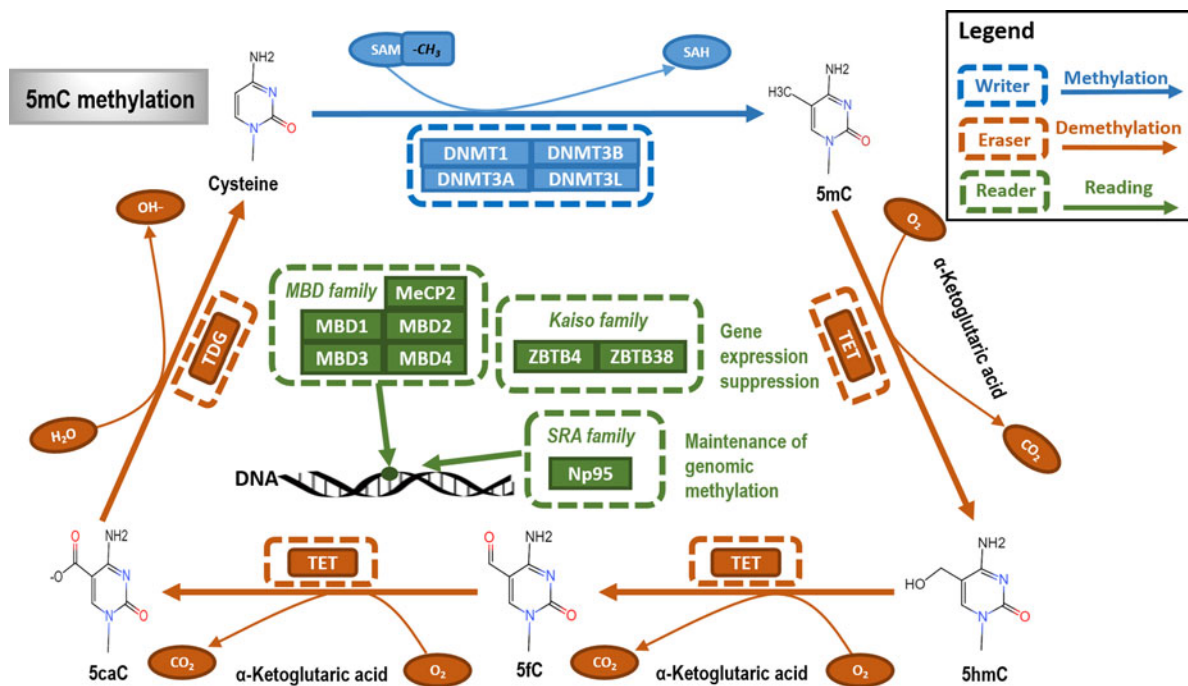 5mC methylation
NH2
N
N
O
Cysteine
SAM -CH3
SAH
DNMT1 DNMT3B
DNMT3A DNMT3L
NH2
H3C
N
N
O
5mC
Legend
Writer Methylation
Eraser Demethylation
Reader Reading
OH–
TDG
H2O
MBD family MeCP2
MBD1 MBD2
MBD3 MBD4
Kaiso family
ZBTB4 ZBTB38
Gene
expression
suppression
SRA family
Np95
Maintenance of
genomic
methylation
DNA
O2
α-Ketoglutaric acid
TET
CO2
O
NH2
-O
N
N
O
5caC
TET
CO2
α-Ketoglutaric acid
O2
O
NH2
N
N
O
5fC
TET
CO2
α-Ketoglutaric acid
O2
NH2
HO
N
N
O
5hmC